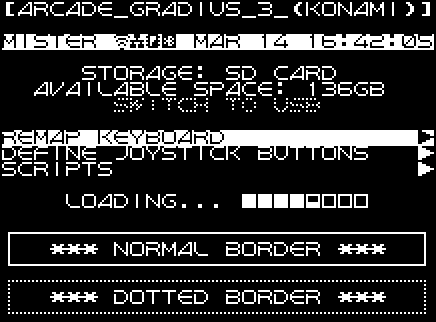 [ARCADE_GRADIUS_3_(KONAMI)]
MISTER MAR 14 16:42:05
STORAGE: SD CARD
AVAILABLE SPACE: 136GB
SWITCH TO USB
REMAP KEYBOARD ▶
DEFINE JOYSTICK BUTTONS ▶
SCRIPTS ▶
LOADING...
*** NORMAL BORDER ***
*** DOTTED BORDER ***